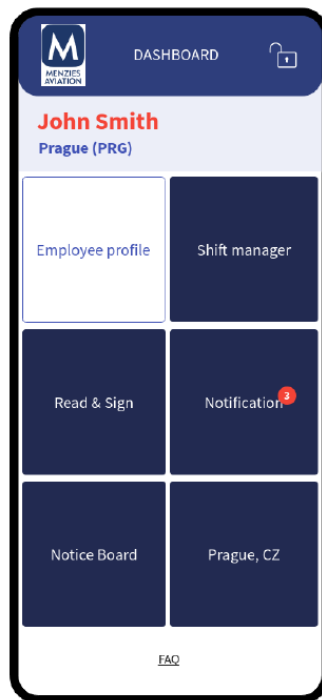 M
MENZIES
AVIATION
DASHBOARD
John Smith
Prague (PRG)
Employee profile
Shift manager
Read & Sign
Notification
3
Notice Board
Prague, CZ
FAQ